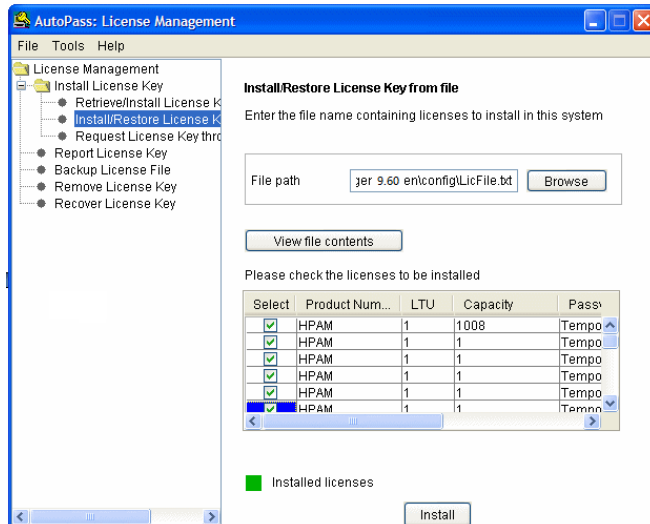 AutoPass: License Management
File Tools Help
License Management
Install License Key
Retrieve/Install License K
Install/Restore License K
Request License Key thro
Report License Key
Backup License File
Remove License Key
Recover License Key
Install/Restore License Key from file
Enter the file name containing licenses to install in this system
File path ger 9.60 en\config\LicFile.txt Browse
View file contents
Please check the licenses to be installed
Select Product Num... LTU Capacity Passv
HPAM 1 1008 Tempo
HPAM 1 1 Tempo
HPAM 1 1 Tempo
HPAM 1 1 Tempo
HPAM 1 1 Tempo
HPAM 1 1 Tempo
Installed licenses
Install